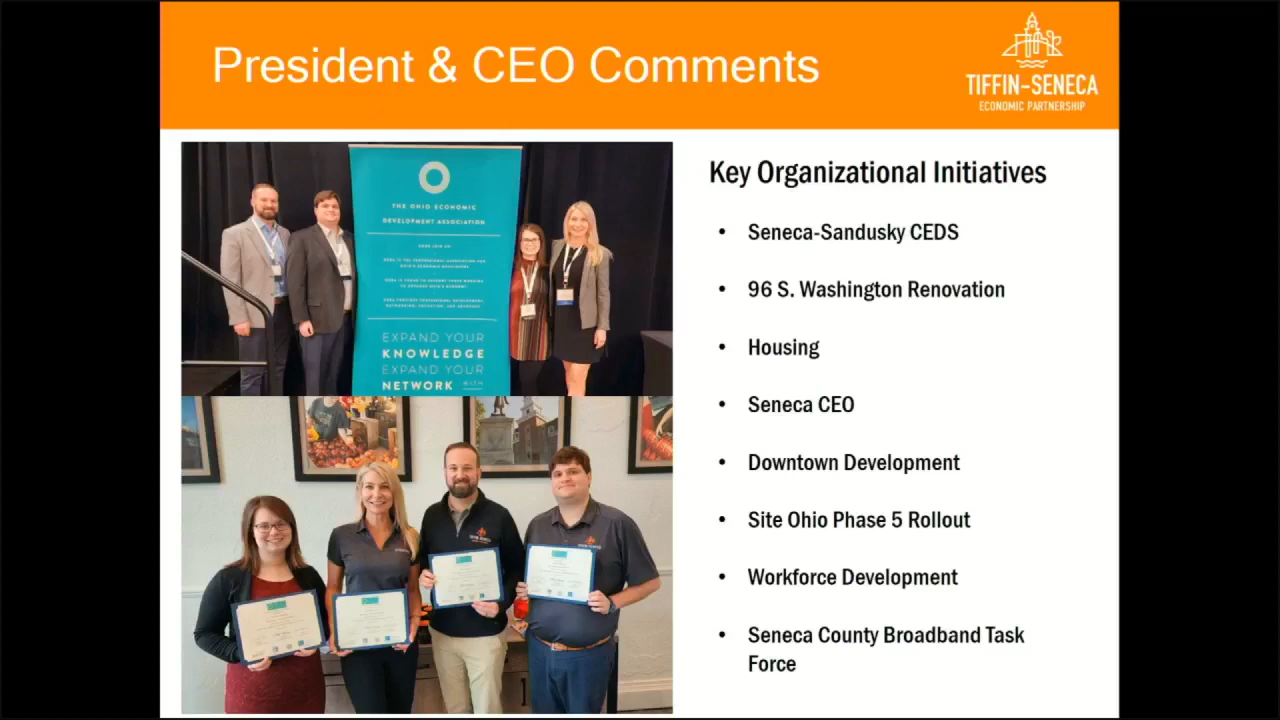 President & CEO Comments
TIFFIN-SENECA
ECONOMIC PARTNERSHIP
THE OHIO ECONOMIC
DEVELOPMENT ASSOCIATION
EXPAND YOUR
KNOWLEDGE
EXPAND YOUR
NETWORK WITH
Key Organizational Initiatives
• Seneca-Sandusky CEDS
• 96 S. Washington Renovation
• Housing
• Seneca CEO
• Downtown Development
• Site Ohio Phase 5 Rollout
• Workforce Development
• Seneca County Broadband Task
Force